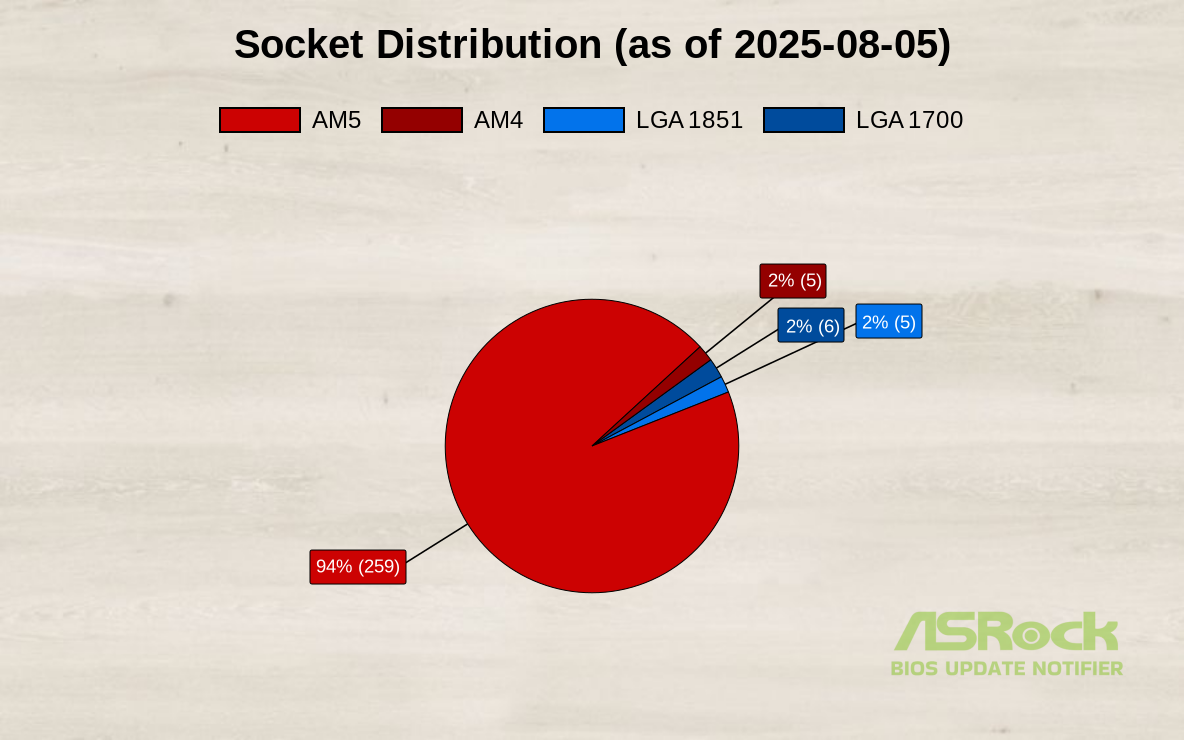 Socket Distribution (as of 2025-08-05)
AM5 AM4 LGA 1851 LGA 1700
2% (5)
2% (6) 2% (5)
94% (259)
ASRock
BIOS UPDATE NOTIFIER